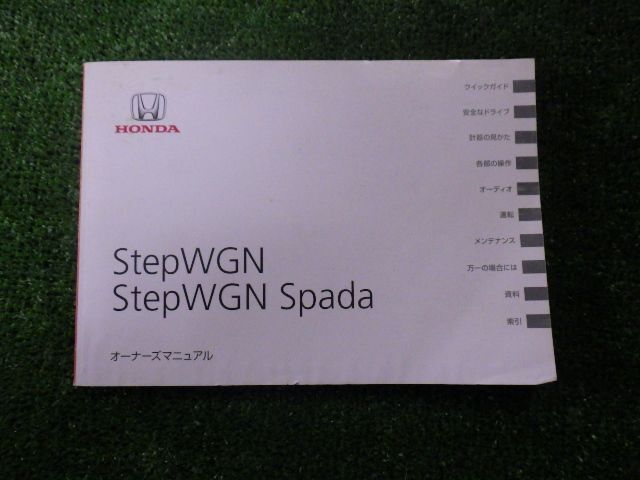 HONDA
StepWGN
StepWGN Spada
オーナーズマニュアル
クイックガイド
安全なドライブ
計器の見かた
各部の操作
オーディオ
運転
メンテナンス
万一の場合には
資料
索引